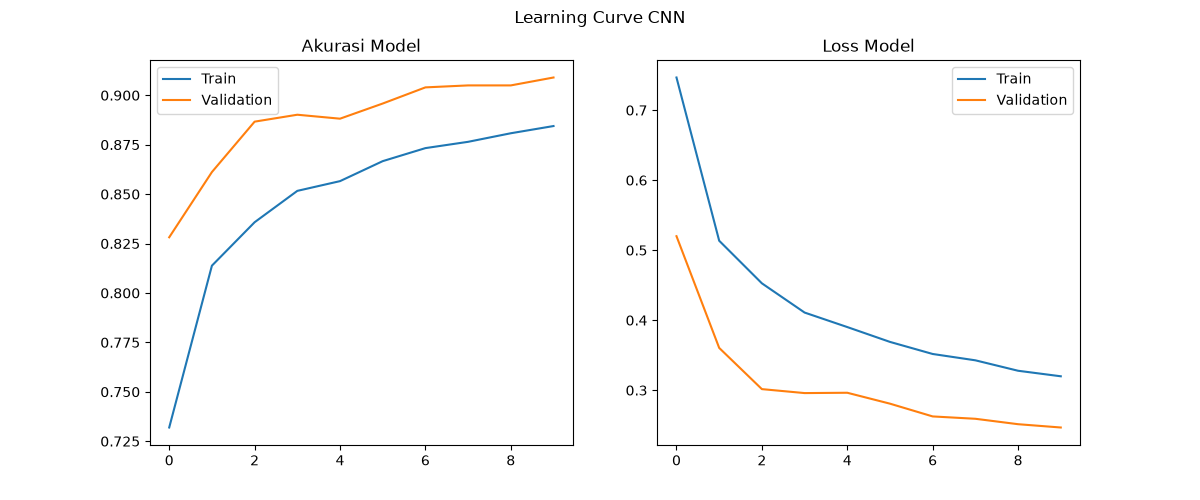 Learning Curve CNN
Akurasi Model
Train
Validation
0.900
0.875
0.850
0.825
0.800
0.775
0.750
0.725
0 2 4 6 8
Loss Model
Train
Validation
0.7
0.6
0.5
0.4
0.3
0 2 4 6 8